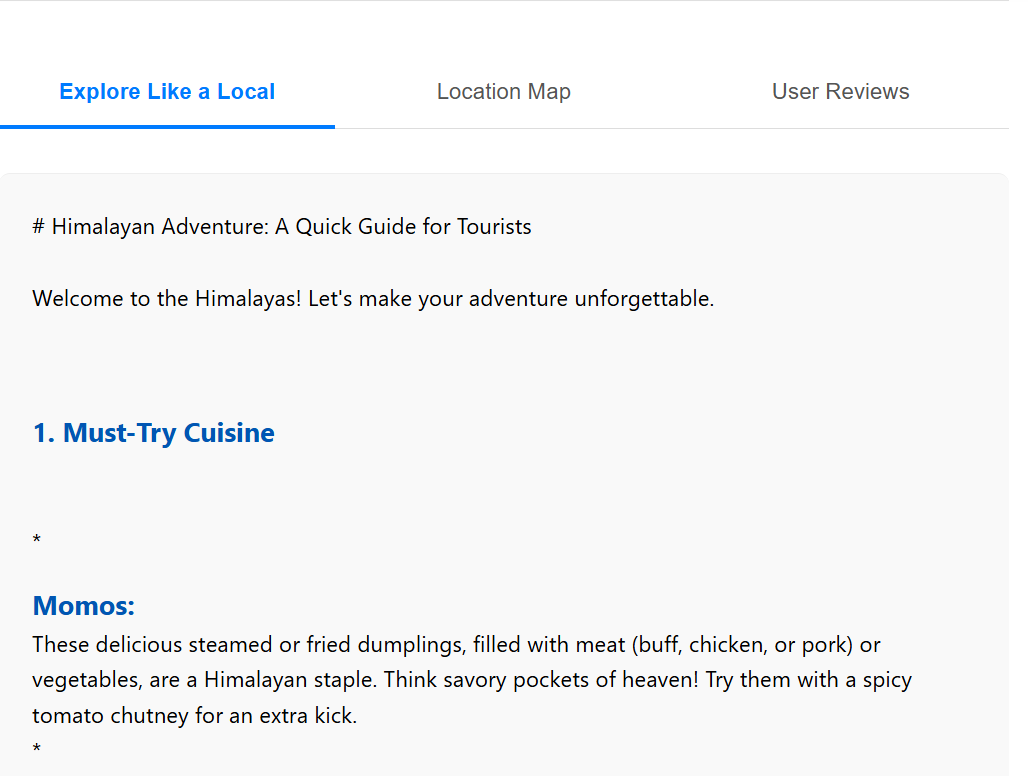 Explore Like a Local
Location Map
User Reviews
# Himalayan Adventure: A Quick Guide for Tourists
Welcome to the Himalayas! Let's make your adventure unforgettable.
1. Must-Try Cuisine
*
Momos:
These delicious steamed or fried dumplings, filled with meat (buff, chicken, or pork) or
vegetables, are a Himalayan staple. Think savory pockets of heaven! Try them with a spicy
tomato chutney for an extra kick.
*